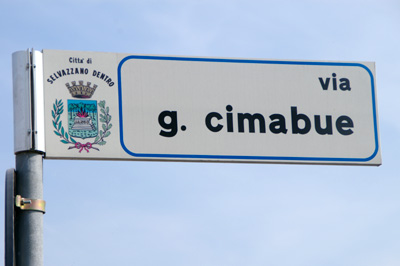 Città di
SELVAZZANO DENTRO
via
g. cimabue